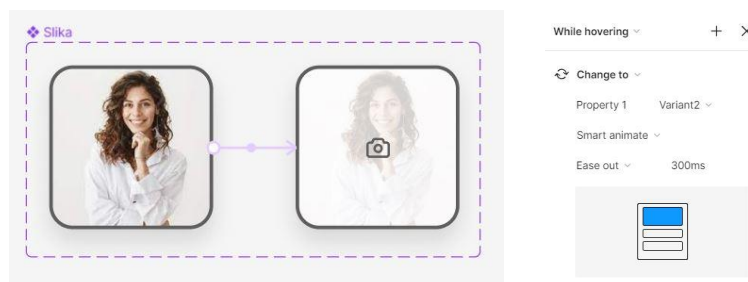 Slika
While hovering
Change to
Property 1 Variant2
Smart animate
Ease out 300ms